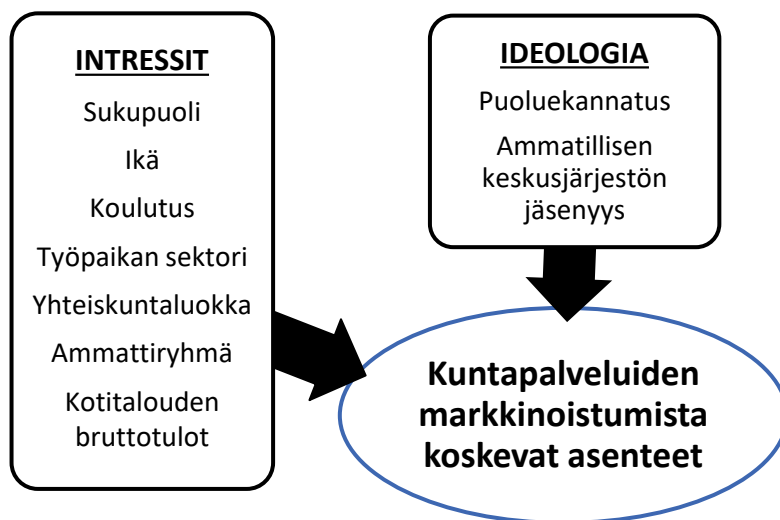 INTRESSIT
Sukupuoli
Ikä
Koulutus
Työpaikan sektori
Yhteiskuntaluokka
Ammattiryhmä
Kotitalouden
bruttotulot
IDEOLOGIA
Puoluekannatus
Ammatillisen
keskusjärjestön
jäsenyys
Kuntapalveluiden
markkinoistumista
koskevat asenteet